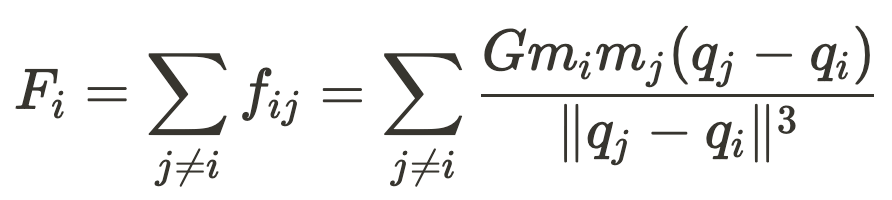 $F_i = \sum_{j \neq i} f_{ij} = \sum_{j \neq i} \frac{G m_i m_j (q_j - q_i)}{\| q_j - q_i \|^3}$